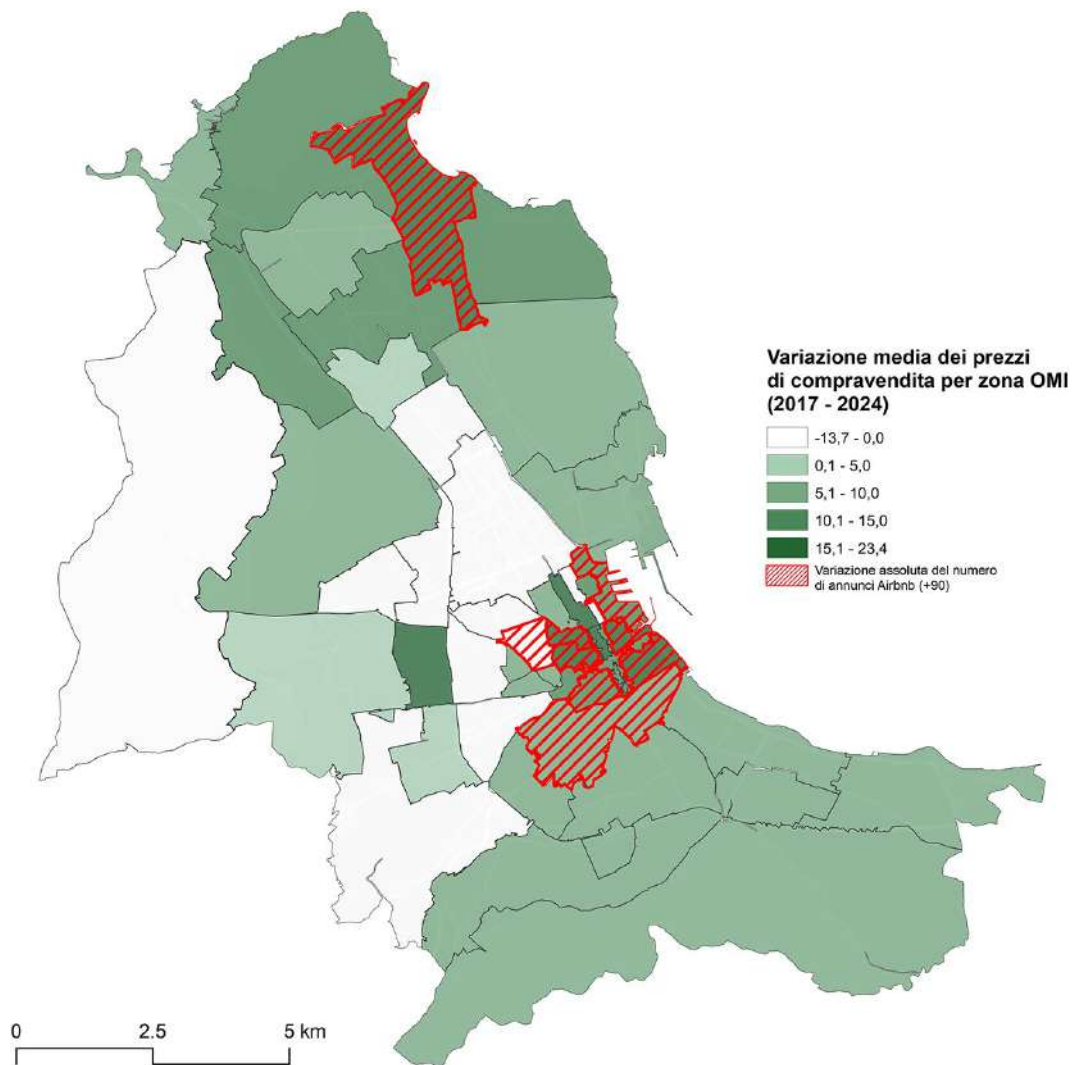 Variazione media dei prezzi
di compravendita per zona OMI
(2017 - 2024)
-13,7 - 0,0
0,1 - 5,0
5,1 - 10,0
10,1 - 15,0
15,1 - 23,4
Variazione assoluta del numero
di annunci Airbnb (+90)
0 2.5 5 km